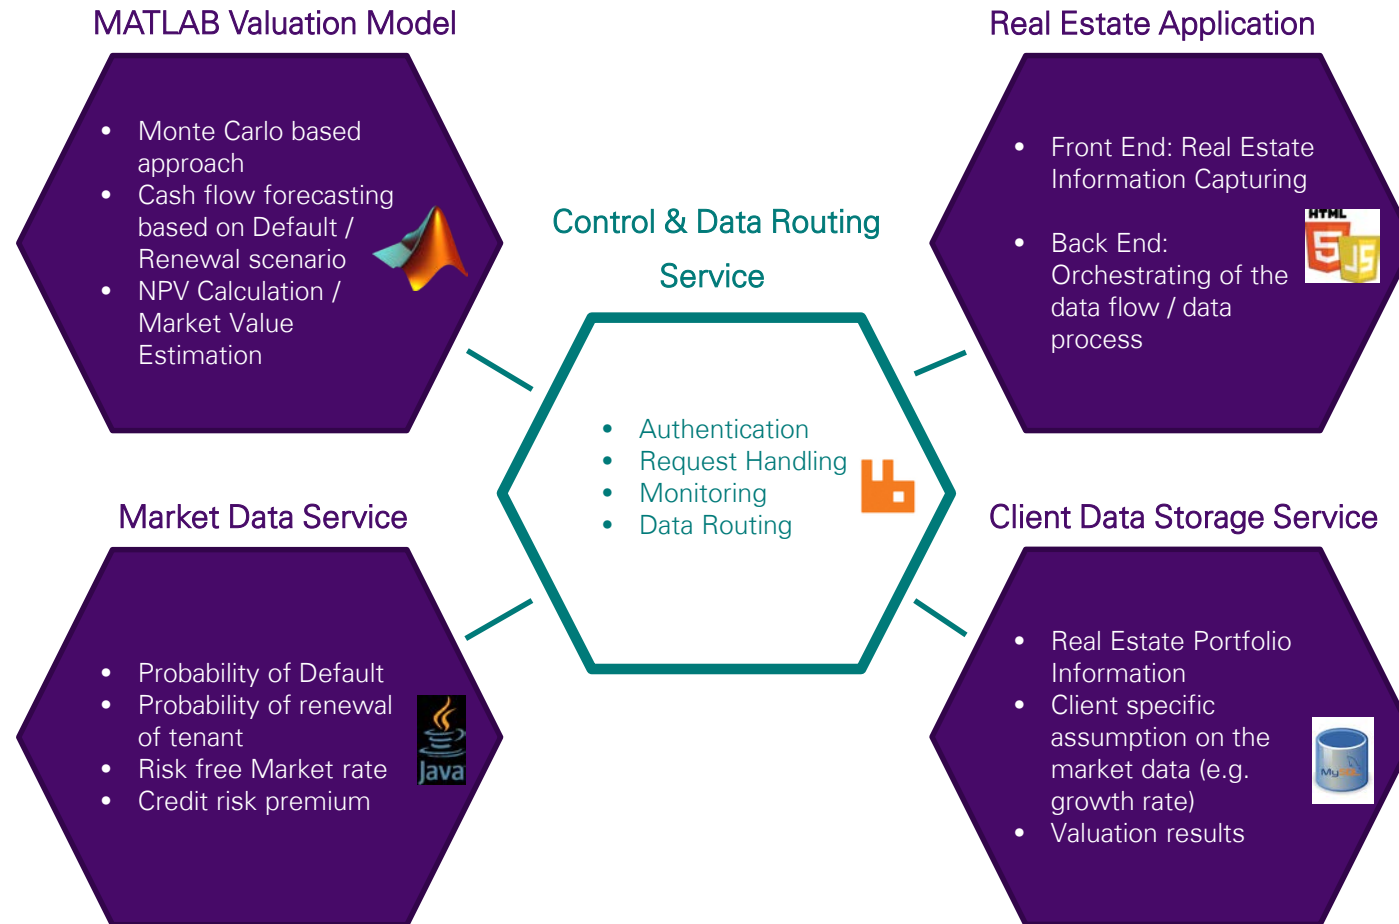 MATLAB Valuation Model
• Monte Carlo based
approach
• Cash flow forecasting
based on Default /
Renewal scenario
• NPV Calculation /
Market Value
Estimation
Real Estate Application
• Front End: Real Estate
Information Capturing
• Back End:
Orchestrating of the
data flow / data
process
HTML
5
JS
Control & Data Routing
Service
• Authentication
• Request Handling
• Monitoring
• Data Routing
Market Data Service
• Probability of Default
• Probability of renewal
of tenant
• Risk free Market rate
• Credit risk premium
Java
Client Data Storage Service
• Real Estate Portfolio
Information
• Client specific
assumption on the
market data (e.g.
growth rate)
• Valuation results
MySQL